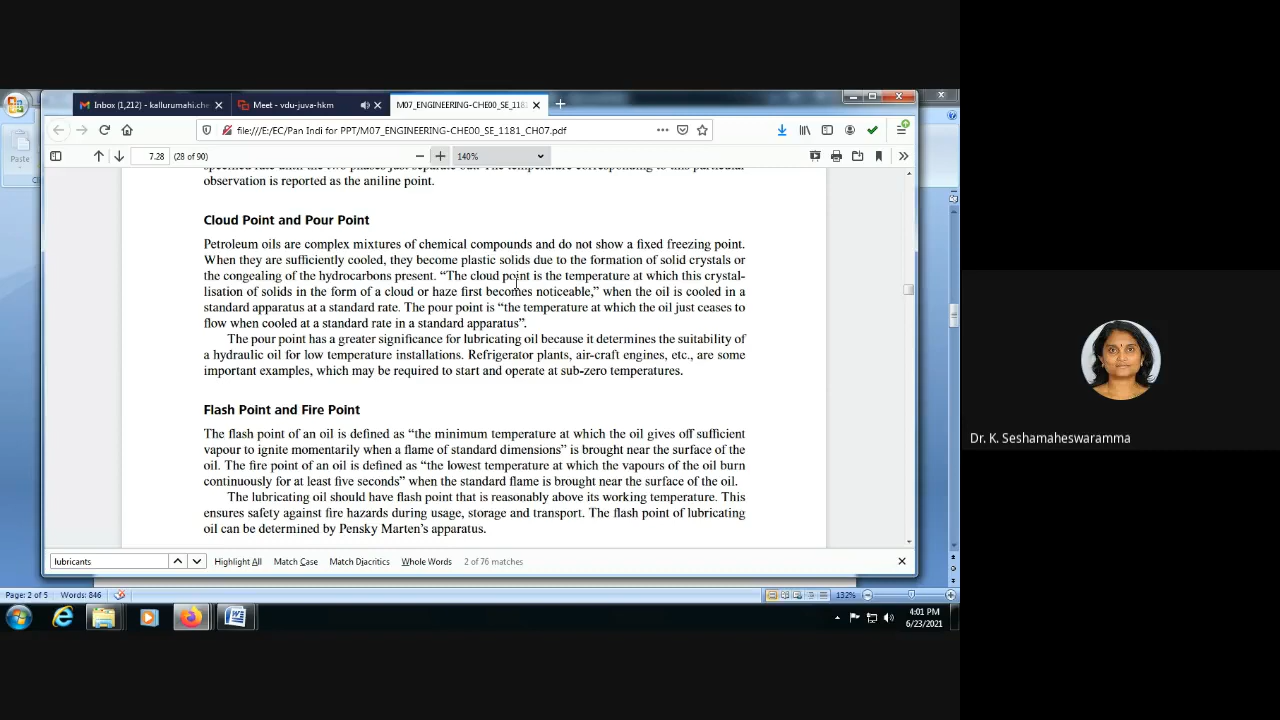 Inbox (1,212) - kallurumahi.che
Meet - vdu-juva-hkm
M07_ENGINEERING-CHE00_SE_118
file:///E:/EC/Pan Indi for PPT/M07_ENGINEERING-CHE00_SE_1181_CH07.pdf
Paste
7.28 (28 of 90)
140%
observation is reported as the aniline point.
Cloud Point and Pour Point
Petroleum oils are complex mixtures of chemical compounds and do not show a fixed freezing point.
When they are sufficiently cooled, they become plastic solids due to the formation of solid crystals or
the congealing of the hydrocarbons present. “The cloud point is the temperature at which this crystal-
lisation of solids in the form of a cloud or haze first becomes noticeable,” when the oil is cooled in a
standard apparatus at a standard rate. The pour point is “the temperature at which the oil just ceases to
flow when cooled at a standard rate in a standard apparatus”.
The pour point has a greater significance for lubricating oil because it determines the suitability of
a hydraulic oil for low temperature installations. Refrigerator plants, air-craft engines, etc., are some
important examples, which may be required to start and operate at sub-zero temperatures.
Flash Point and Fire Point
The flash point of an oil is defined as “the minimum temperature at which the oil gives off sufficient
vapour to ignite momentarily when a flame of standard dimensions” is brought near the surface of the
oil. The fire point of an oil is defined as “the lowest temperature at which the vapours of the oil burn
continuously for at least five seconds” when the standard flame is brought near the surface of the oil.
The lubricating oil should have flash point that is reasonably above its working temperature. This
ensures safety against fire hazards during usage, storage and transport. The flash point of lubricating
oil can be determined by Pensky Marten’s apparatus.
lubricants
Highlight All Match Case Match Diacritics Whole Words 2 of 76 matches
Page: 2 of 5 Words: 846
132%
4:01 PM
6/23/2021
Dr. K. Seshamaheswaramma